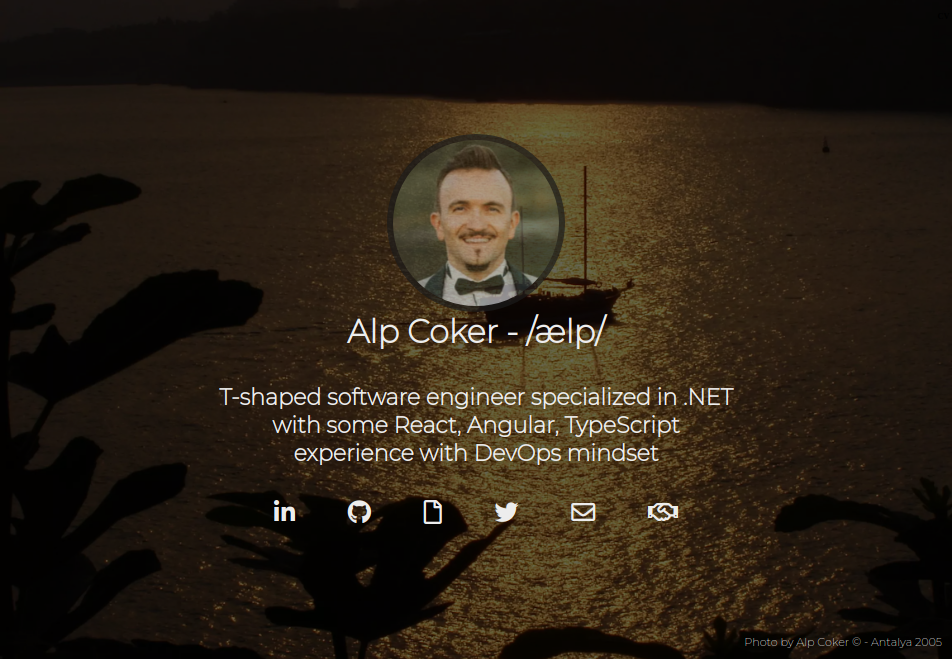 Alp Coker - /ælp/
T-shaped software engineer specialized in .NET
with some React, Angular, TypeScript
experience with DevOps mindset
in
Photo by Alp Coker © - Antalya 2005